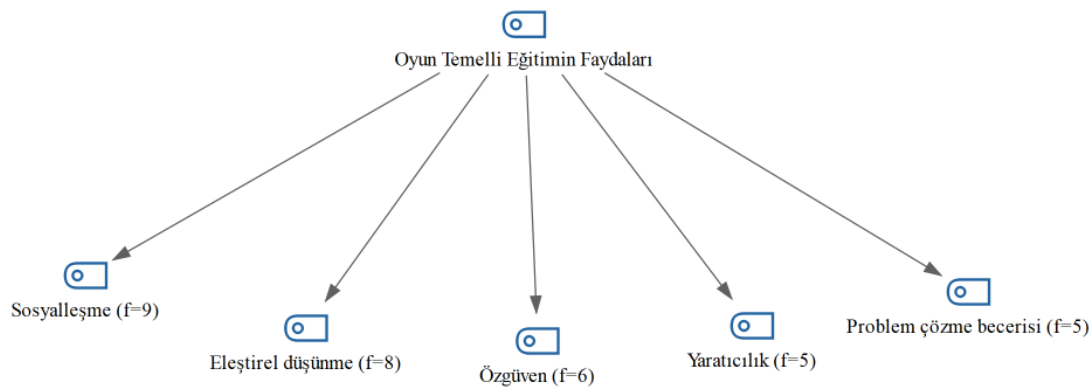 Oyun Temelli Eğitimin Faydaları
Sosyalleşme (f=9)
Eleştirel düşünme (f=8)
Özgüven (f=6)
Yaratıcılık (f=5)
Problem çözme becerisi (f=5)